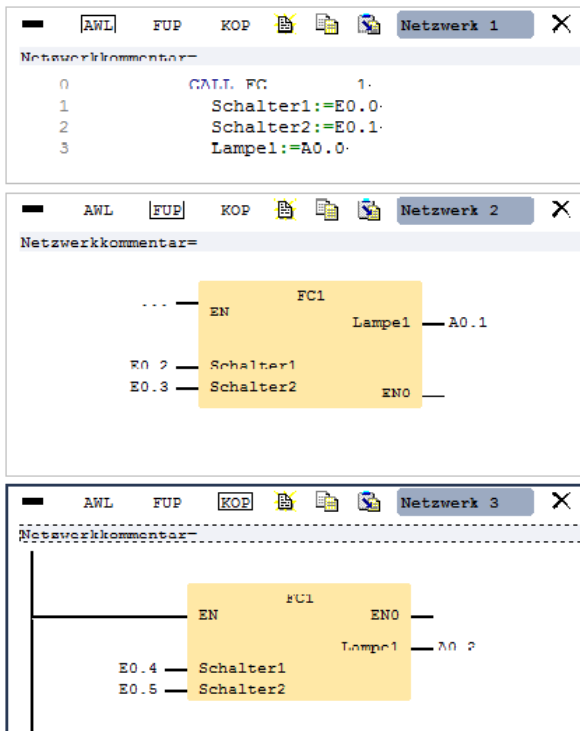 AWL FUP KOP Netzwerk 1
Netzwerkkommentar=
0 CALL FC 1
1 Schalter1:=E0.0
2 Schalter2:=E0.1
3 Lampe1:=A0.0
AWL FUP KOP Netzwerk 2
Netzwerkkommentar=
FC1
... EN
Lampe1 A0.1
E0.2 Schalter1
E0.3 Schalter2
ENO
AWL FUP KOP Netzwerk 3
Netzwerkkommentar=
FC1
EN ENO
Lampe1 A0.2
E0.4 Schalter1
E0.5 Schalter2